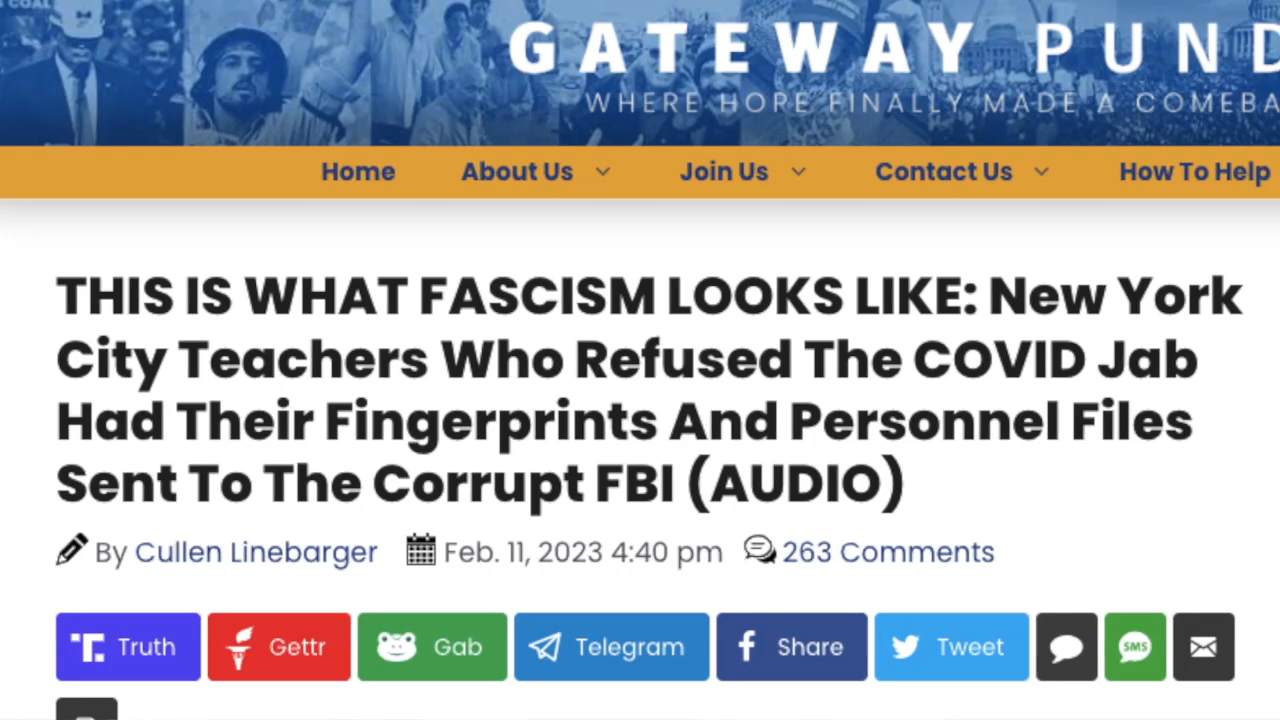 COAL
GATEWAY PUND
WHERE HOPE FINALLY MADE A COMEBA
Home About Us Join Us Contact Us How To Help
THIS IS WHAT FASCISM LOOKS LIKE: New York
City Teachers Who Refused The COVID Jab
Had Their Fingerprints And Personnel Files
Sent To The Corrupt FBI (AUDIO)
By Cullen Linebarger Feb. 11, 2023 4:40 pm 263 Comments
Truth Gettr Gab Telegram Share Tweet SMS